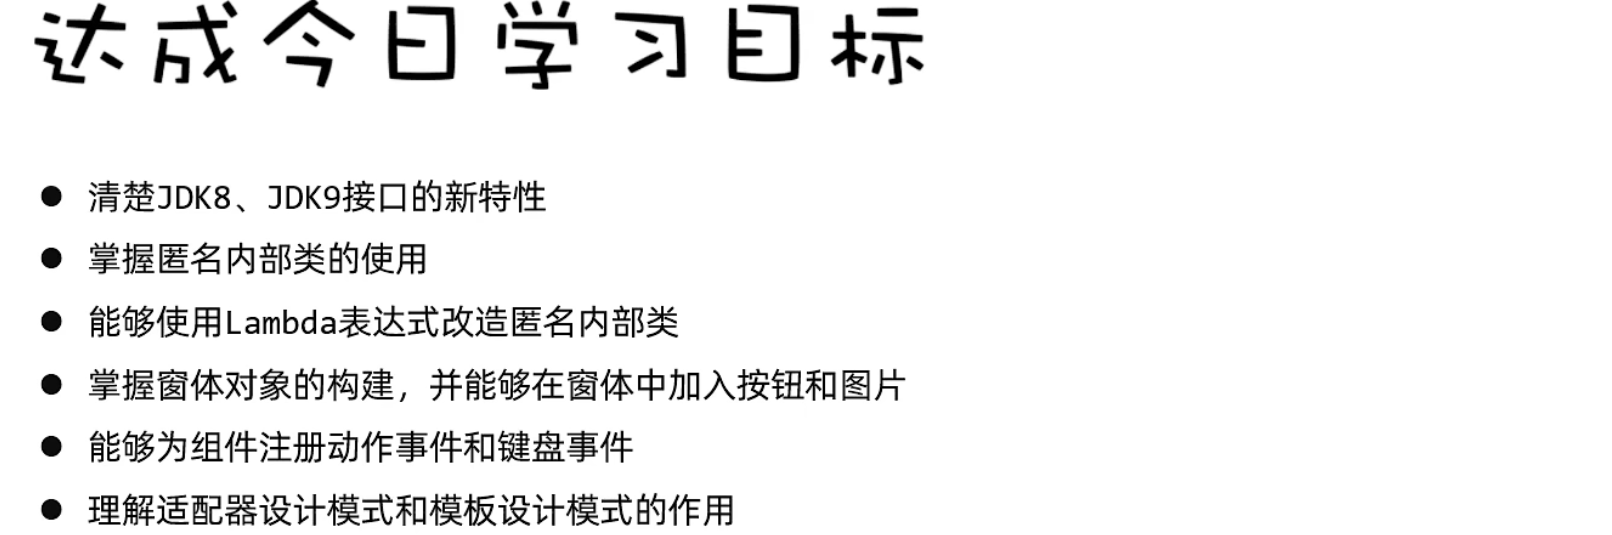 达成今日学习目标
● 清楚JDK8、JDK9接口的新特性
● 掌握匿名内部类的使用
● 能够使用Lambda表达式改造匿名内部类
● 掌握窗体对象的构建，并能够在窗体中加入按钮和图片
● 能够为组件注册动作事件和键盘事件
● 理解适配器设计模式和模板设计模式的作用